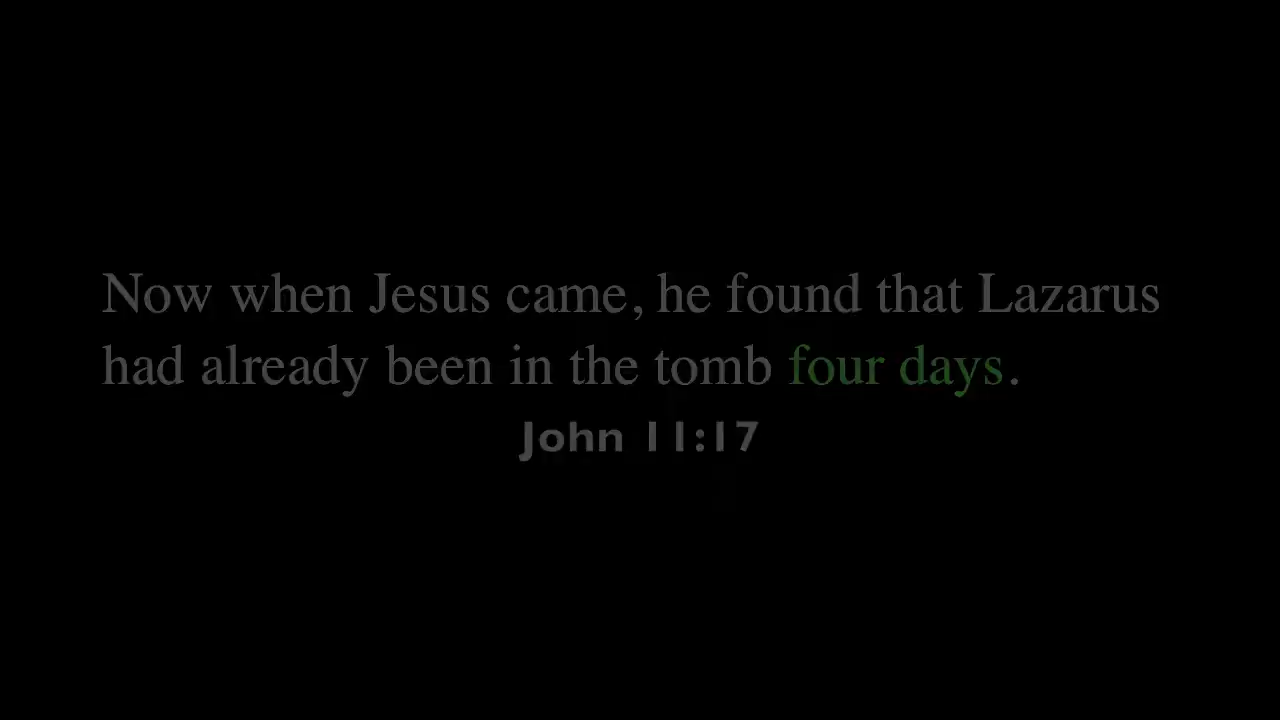 Now when Jesus came, he found that Lazarus
had already been in the tomb four days.
John 11:17